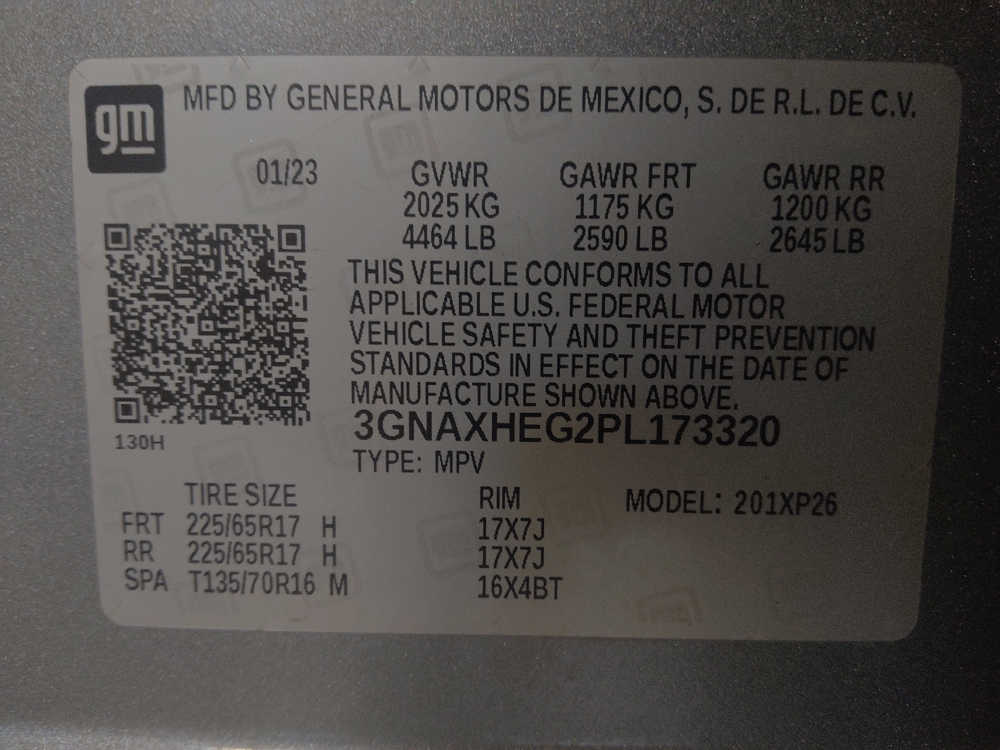 gm MFD BY GENERAL MOTORS DE MEXICO, S. DE R.L. DE C.V.
01/23 GVWR GAWR FRT GAWR RR
2025 KG 1175 KG 1200 KG
4464 LB 2590 LB 2645 LB
THIS VEHICLE CONFORMS TO ALL
APPLICABLE U.S. FEDERAL MOTOR
VEHICLE SAFETY AND THEFT PREVENTION
STANDARDS IN EFFECT ON THE DATE OF
MANUFACTURE SHOWN ABOVE.
3GNAXHEG2PL173320
130H
TYPE: MPV
TIRE SIZE RIM MODEL: 201XP26
FRT 225/65R17 H 17X7J
RR 225/65R17 H 17X7J
SPA T135/70R16 M 16X4BT